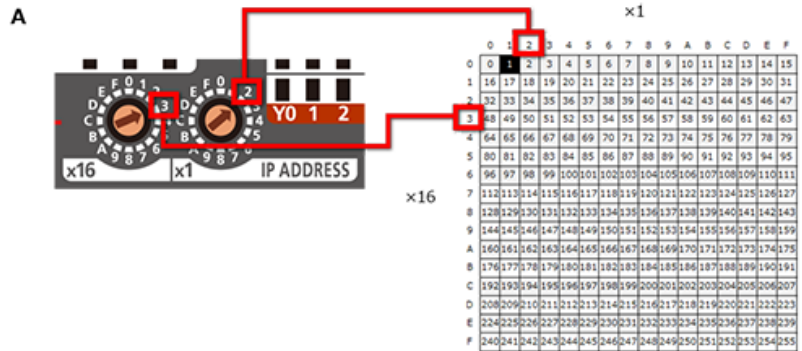 A
×1
0 1 2 3 4 5 6 7 8 9 A B C D E F
0 0 1 2 3 4 5 6 7 8 9 10 11 12 13 14 15
1 16 17 18 19 20 21 22 23 24 25 26 27 28 29 30 31
2 32 33 34 35 36 37 38 39 40 41 42 43 44 45 46 47
3 48 49 50 51 52 53 54 55 56 57 58 59 60 61 62 63
4 64 65 66 67 68 69 70 71 72 73 74 75 76 77 78 79
5 80 81 82 83 84 85 86 87 88 89 90 91 92 93 94 95
6 96 97 98 99 100 101 102 103 104 105 106 107 108 109 110 111
7 112 113 114 115 116 117 118 119 120 121 122 123 124 125 126 127
8 128 129 130 131 132 133 134 135 136 137 138 139 140 141 142 143
9 144 145 146 147 148 149 150 151 152 153 154 155 156 157 158 159
A 160 161 162 163 164 165 166 167 168 169 170 171 172 173 174 175
B 176 177 178 179 180 181 182 183 184 185 186 187 188 189 190 191
C 192 193 194 195 196 197 198 199 200 201 202 203 204 205 206 207
D 208 209 210 211 212 213 214 215 216 217 218 219 220 221 222 223
E 224 225 226 227 228 229 230 231 232 233 234 235 236 237 238 239
F 240 241 242 243 244 245 246 247 248 249 250 251 252 253 254 255
×16
F 0 1 2 3 6 7 8 9 A B C D E
F 0 2 4 5 6 7 8 9 A B C D E
Y0 1 2
x16 x1 IP ADDRESS